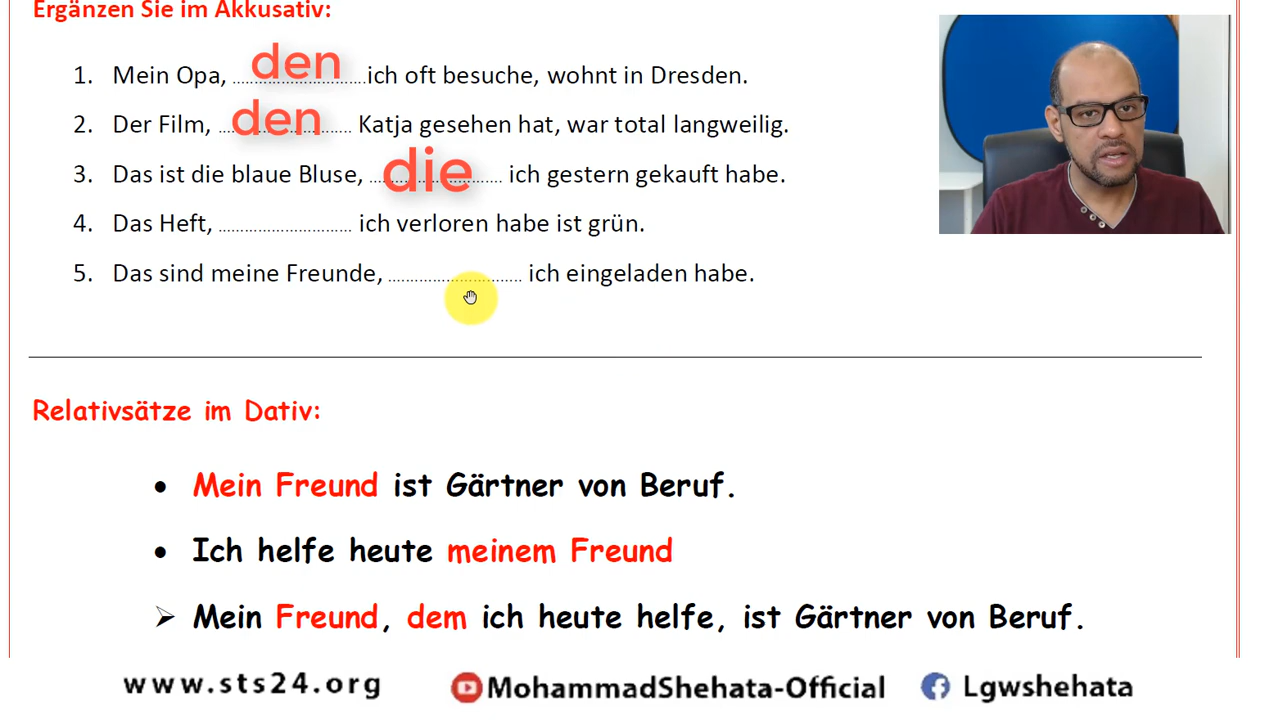 Ergänzen Sie im Akkusativ:
1. Mein Opa, ..............den..............ich oft besuche, wohnt in Dresden.
2. Der Film, ..............den.............. Katja gesehen hat, war total langweilig.
3. Das ist die blaue Bluse, ..............die.............. ich gestern gekauft habe.
4. Das Heft, .............................. ich verloren habe ist grün.
5. Das sind meine Freunde, .............................. ich eingeladen habe.
Relativsätze im Dativ:
• Mein Freund ist Gärtner von Beruf.
• Ich helfe heute meinem Freund
➢ Mein Freund, dem ich heute helfe, ist Gärtner von Beruf.
www.sts24.org MohammadShehata-Official Lgwshehata